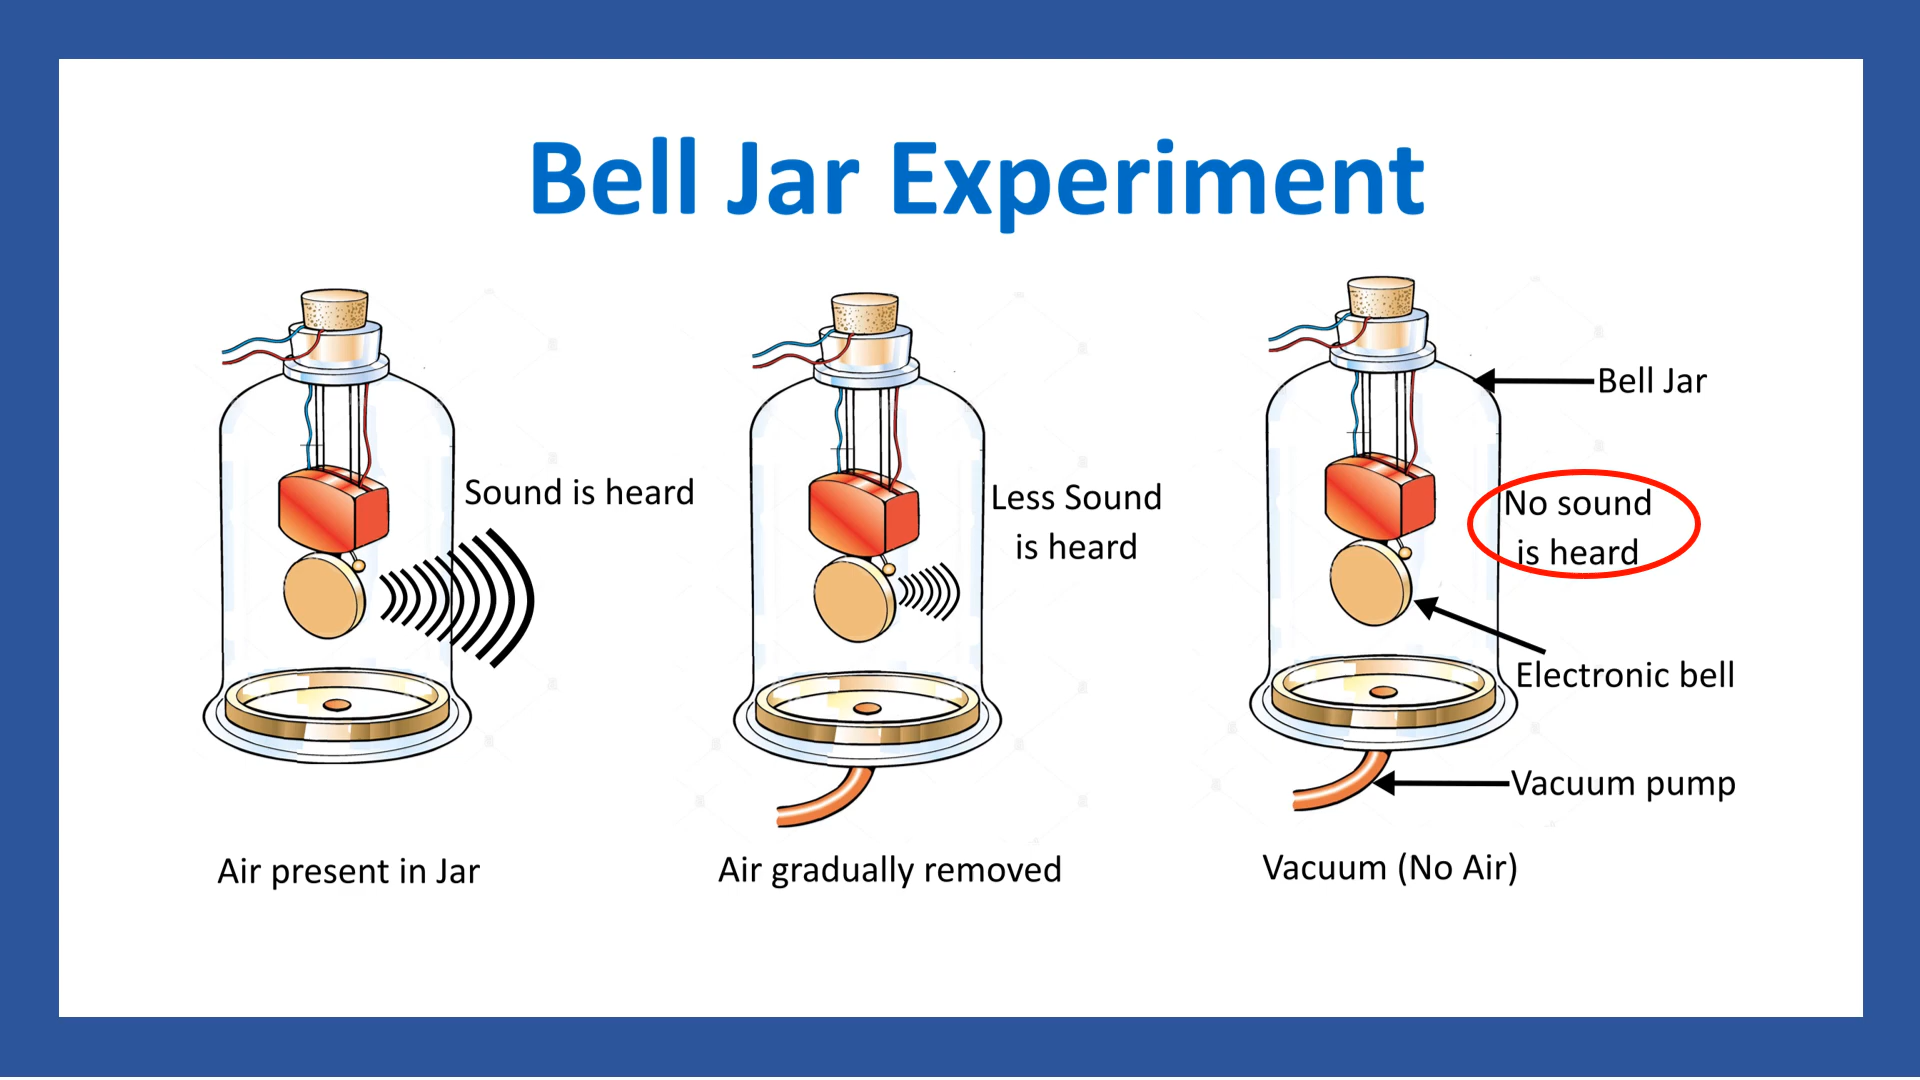 Bell Jar Experiment
Sound is heard
Less Sound
is heard
Bell Jar
No sound
is heard
Electronic bell
Vacuum pump
Air present in Jar
Air gradually removed
Vacuum (No Air)